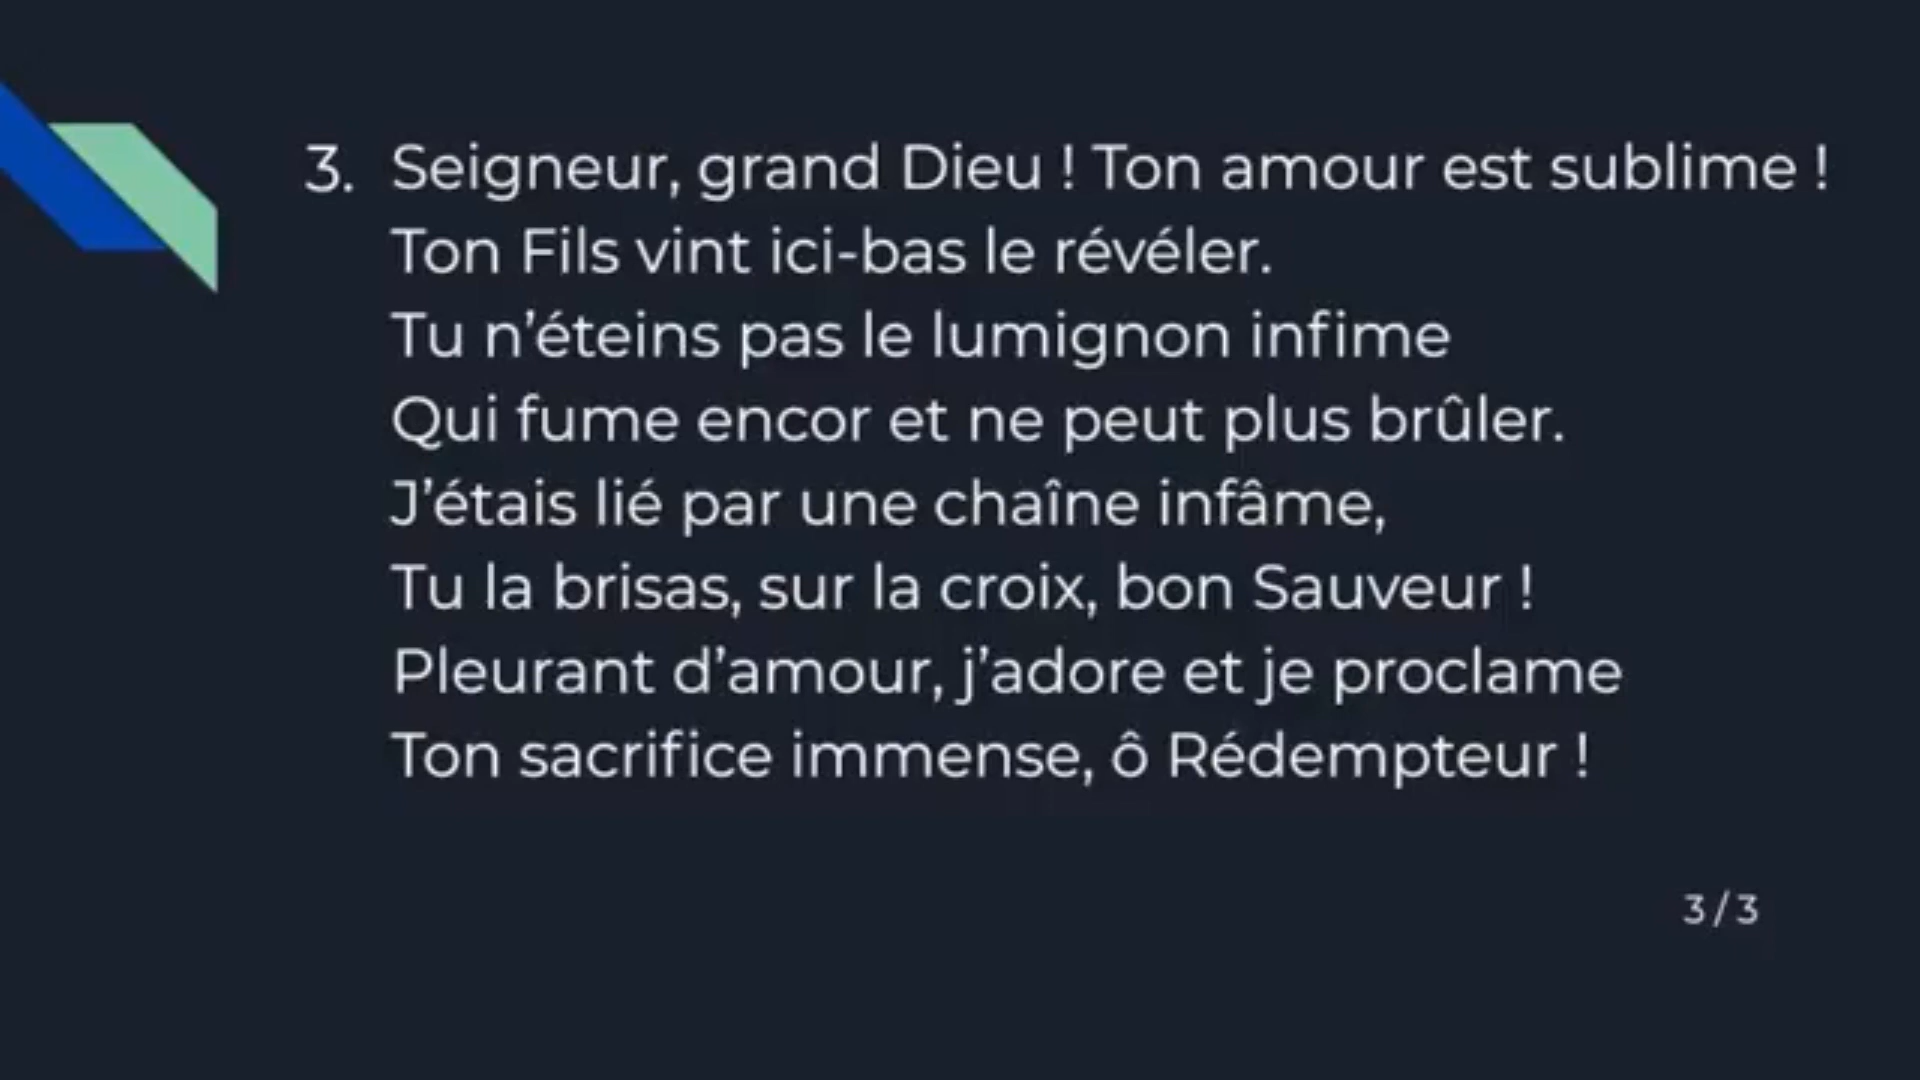 3. Seigneur, grand Dieu ! Ton amour est sublime !
Ton Fils vint ici-bas le révéler.
Tu n’éteins pas le lumignon infime
Qui fume encor et ne peut plus brûler.
J’étais lié par une chaîne infâme,
Tu la brisas, sur la croix, bon Sauveur !
Pleurant d’amour, j’adore et je proclame
Ton sacrifice immense, ô Rédempteur !
3 / 3